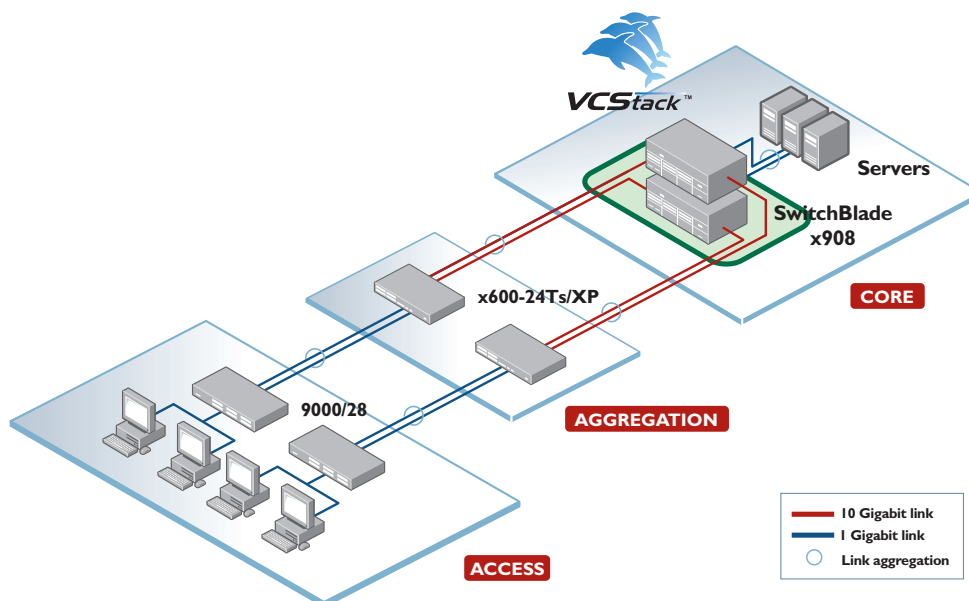 VCStack™
Servers
SwitchBlade
x908
CORE
x600-24Ts/XP
AGGREGATION
9000/28
ACCESS
10 Gigabit link
1 Gigabit link
Link aggregation